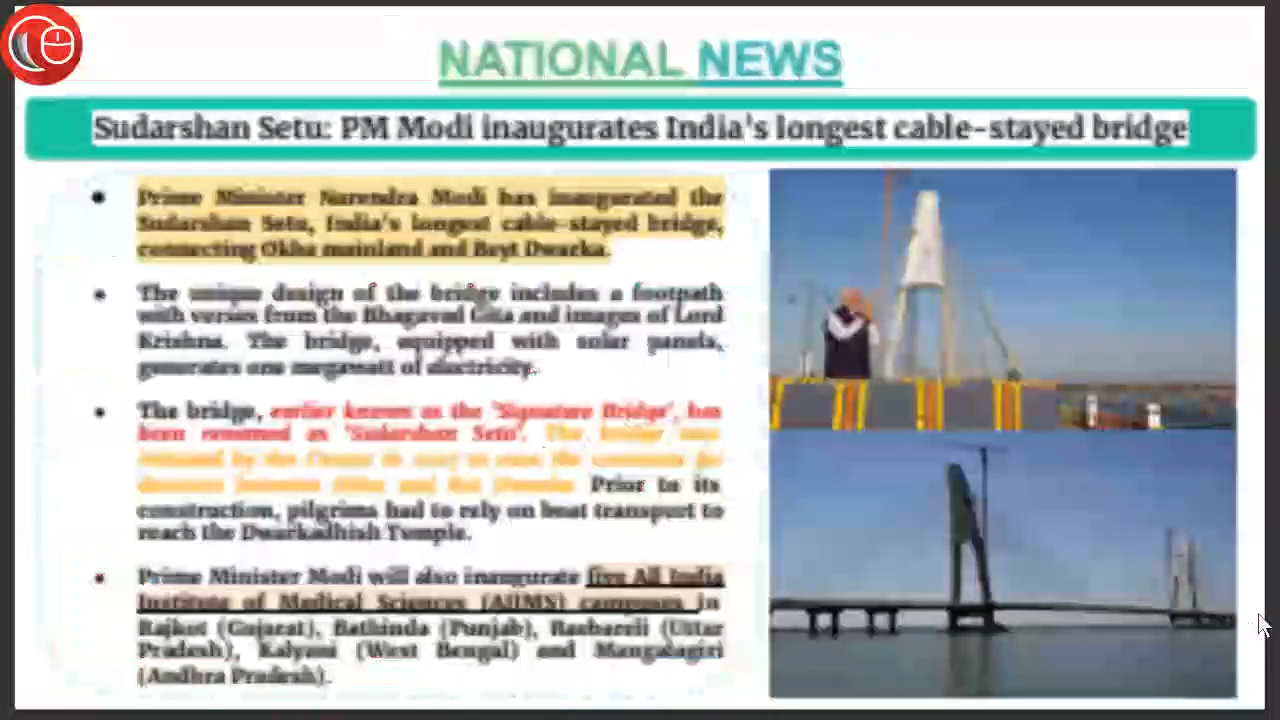 NATIONAL NEWS
Sudarshan Setu: PM Modi inaugurates India's longest cable-stayed bridge
Prime Minister Narendra Modi has inaugurated the
Sudarshan Setu, India's longest cable-stayed bridge,
connecting Okha mainland and Beyt Dwarka.
The unique design of the bridge includes a footpath
with verses from the Bhagavad Gita and images of Lord
Krishna. The bridge, equipped with solar panels,
generates one megawatt of electricity.
The bridge, earlier known as the 'Signature Bridge', has
been renamed as 'Sudarshan Setu'. The bridge was
Prior to its
construction, pilgrims had to rely on boat transport to
reach the Dwarkadhish Temple.
Prime Minister Modi will also inaugurate five All India
Institute of Medical Sciences (AIIMS) campuses in
Rajkot (Gujarat), Bathinda (Punjab), Raebareli (Uttar
Pradesh), Kalyani (West Bengal) and Mangalagiri
(Andhra Pradesh).